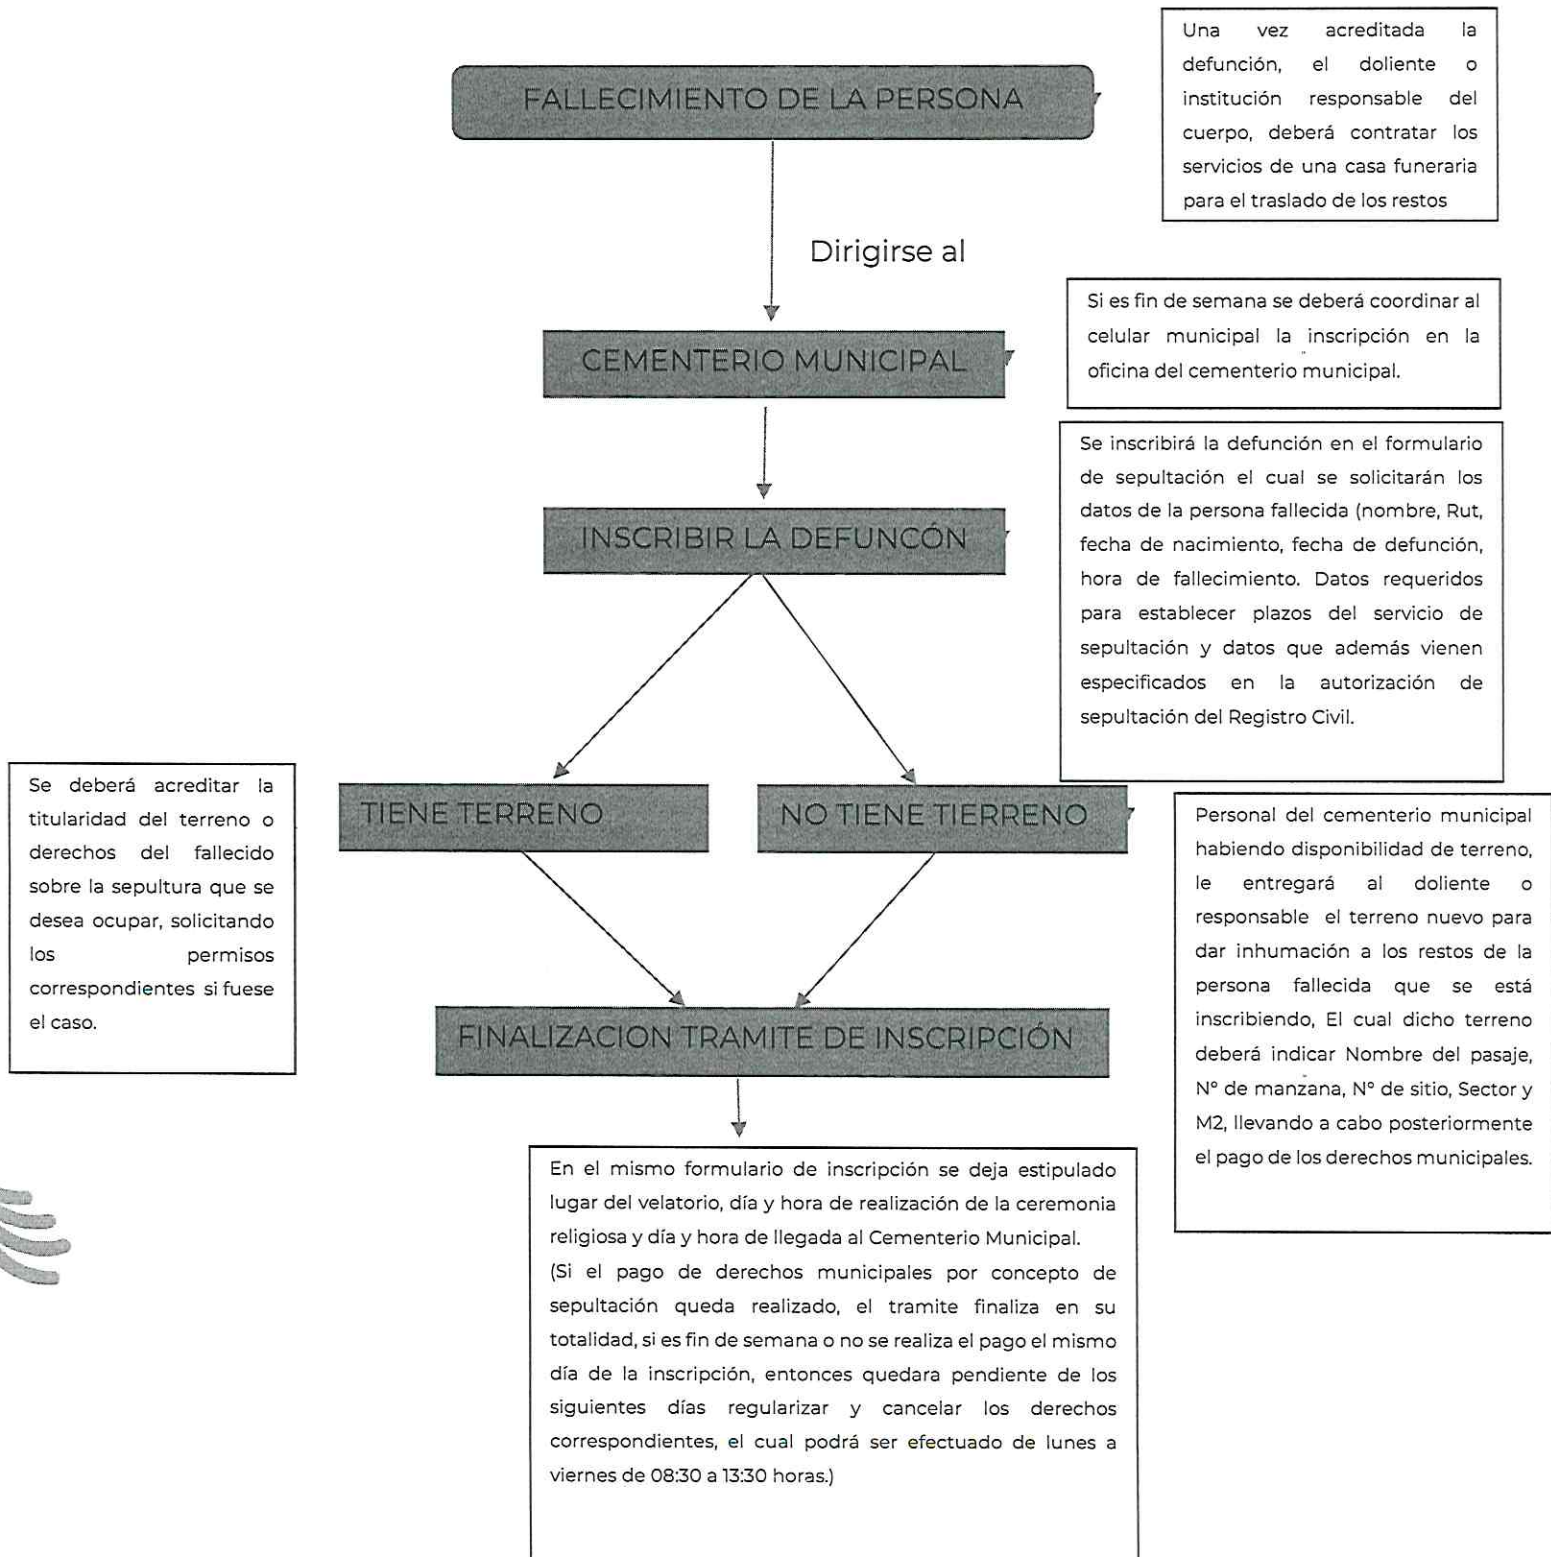 Una vez acreditada la
defunción, el doliente o
institución responsable del
cuerpo, deberá contratar los
servicios de una casa funeraria
para el traslado de los restos
FALLECIMIENTO DE LA PERSONA
Dirigirse al
Si es fin de semana se deberá coordinar al
celular municipal la inscripción en la
oficina del cementerio municipal.
CEMENTERIO MUNICIPAL
Se inscribirá la defunción en el formulario
de sepultación el cual se solicitarán los
datos de la persona fallecida (nombre, Rut,
fecha de nacimiento, fecha de defunción,
hora de fallecimiento. Datos requeridos
para establecer plazos del servicio de
sepultación y datos que además vienen
especificados en la autorización de
sepultación del Registro Civil.
INSCRIBIR LA DEFUNCÓN
Se deberá acreditar la
titularidad del terreno o
derechos del fallecido
sobre la sepultura que se
desea ocupar, solicitando
los permisos
correspondientes si fuese
el caso.
TIENE TERRENO
NO TIENE TIERRENO
Personal del cementerio municipal
habiendo disponibilidad de terreno,
le entregará al doliente o
responsable el terreno nuevo para
dar inhumación a los restos de la
persona fallecida que se está
inscribiendo, El cual dicho terreno
deberá indicar Nombre del pasaje,
Nº de manzana, Nº de sitio, Sector y
M2, llevando a cabo posteriormente
el pago de los derechos municipales.
FINALIZACION TRAMITE DE INSCRIPCIÓN
En el mismo formulario de inscripción se deja estipulado
lugar del velatorio, día y hora de realización de la ceremonia
religiosa y día y hora de llegada al Cementerio Municipal.
(Si el pago de derechos municipales por concepto de
sepultación queda realizado, el tramite finaliza en su
totalidad, si es fin de semana o no se realiza el pago el mismo
día de la inscripción, entonces quedara pendiente de los
siguientes días regularizar y cancelar los derechos
correspondientes, el cual podrá ser efectuado de lunes a
viernes de 08:30 a 13:30 horas.)